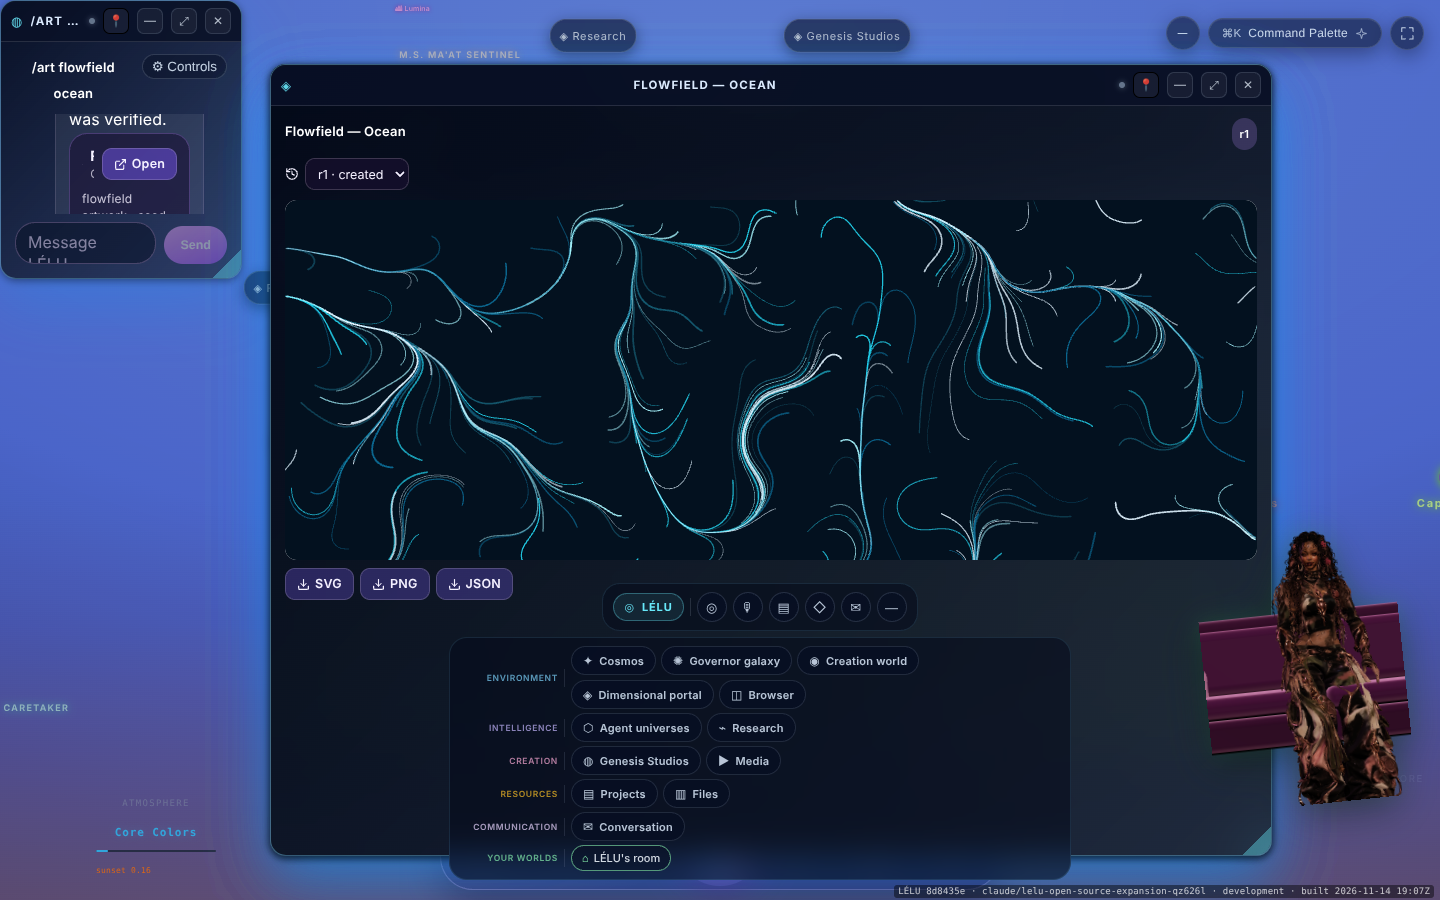 /ART ...
Lumina
Research
Genesis Studios
⌘K Command Palette
M.S. MA'AT SENTINEL
/art flowfield
Controls
ocean
was verified.
Open
flowfield
Message
LÉLU
Send
FLOWFIELD — OCEAN
Flowfield — Ocean
r1
r1 · created
SVG
PNG
JSON
LÉLU
ENVIRONMENT
Cosmos
Governor galaxy
Creation world
Dimensional portal
Browser
INTELLIGENCE
Agent universes
Research
CREATION
Genesis Studios
Media
RESOURCES
Projects
Files
COMMUNICATION
Conversation
YOUR WORLDS
LÉLU's room
Cap
CARETAKER
ATMOSPHERE
Core Colors
sunset 0.16
LÉLU 8d8435e · claude/lelu-open-source-expansion-qz626l · development · built 2026-11-14 19:07Z